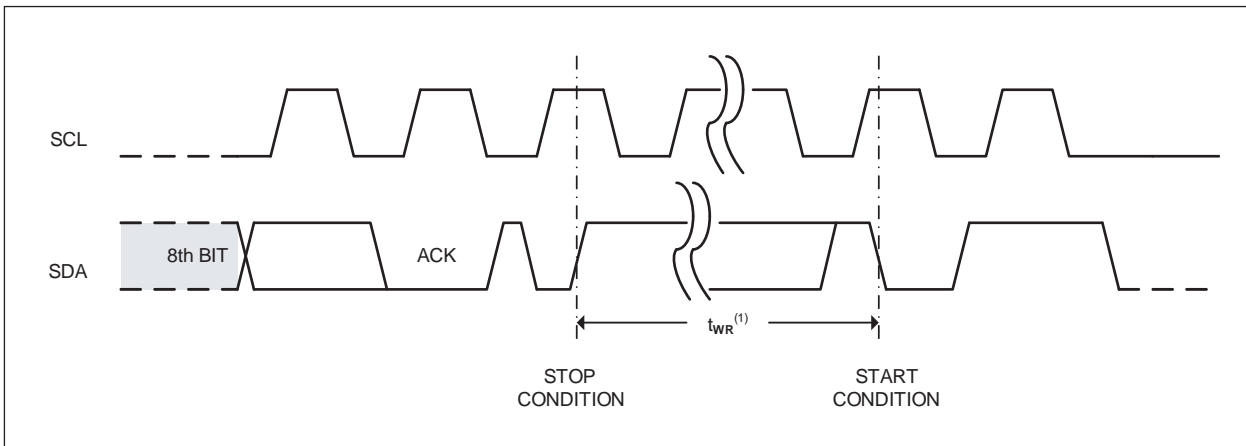 SCL
SDA
8th BIT
ACK
tWR(1)
STOP
CONDITION
START
CONDITION